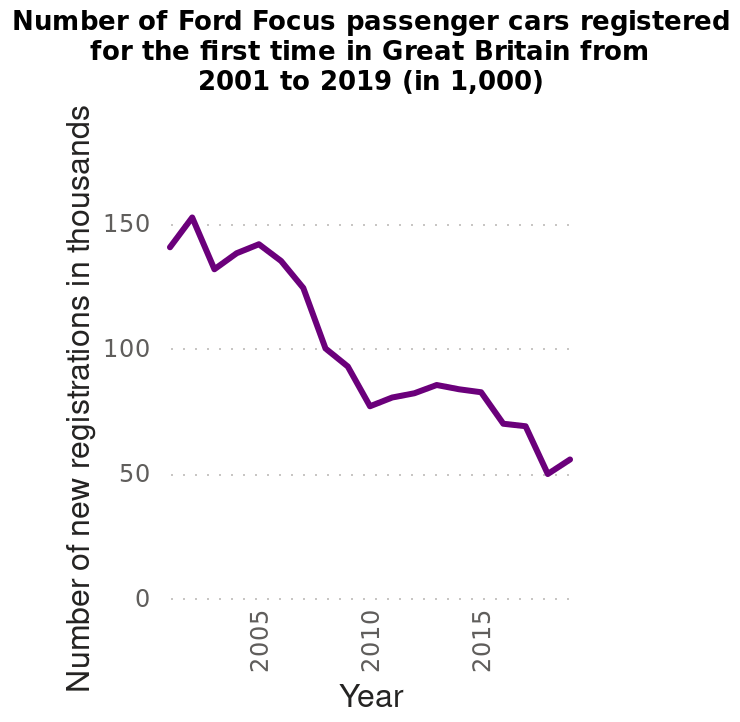 Number of Ford Focus passenger cars registered
for the first time in Great Britain from
2001 to 2019 (in 1,000)
Number of new registrations in thousands
150
100
50
0
2005
2010
2015
Year